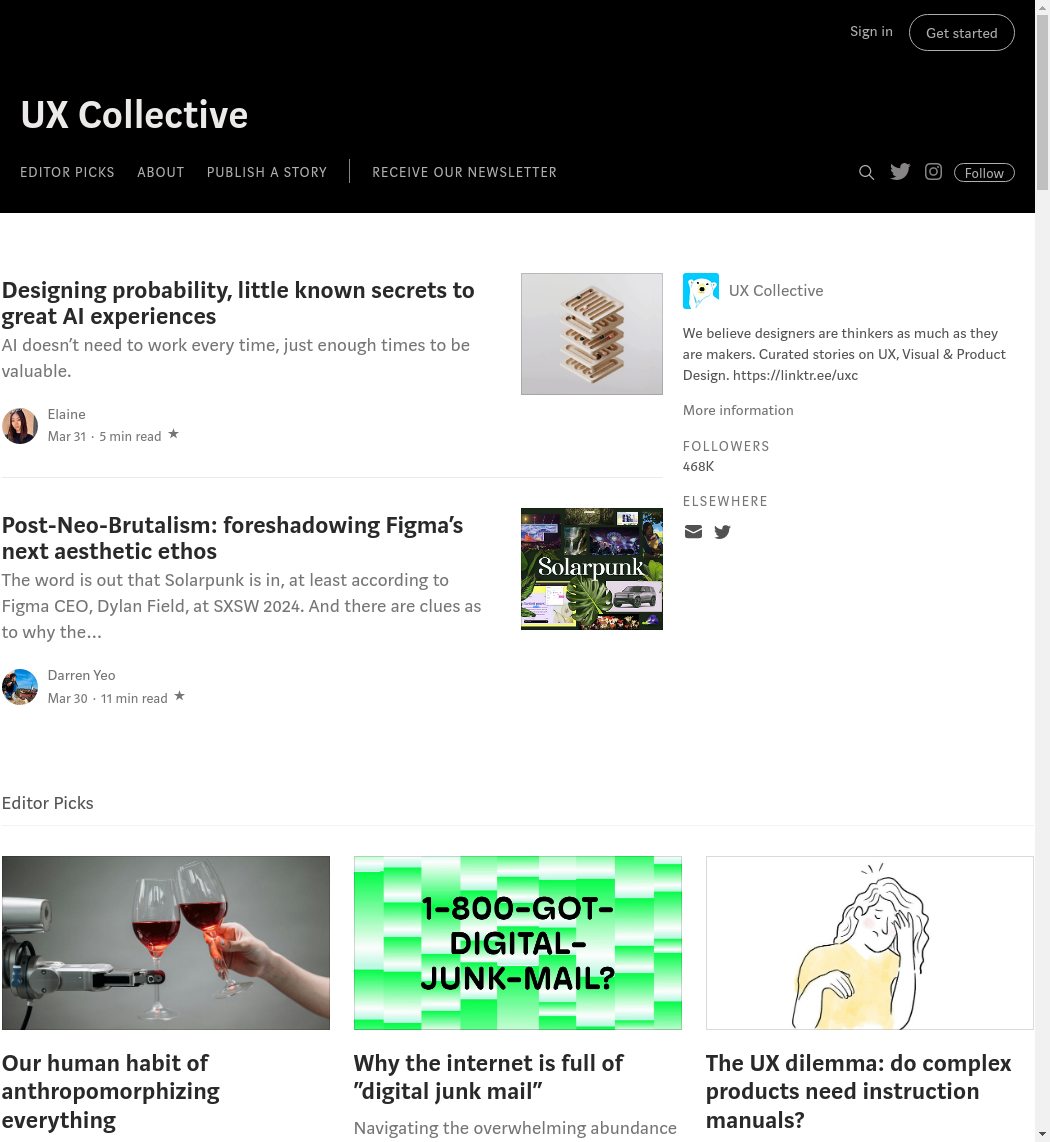 Sign in
Get started
UX Collective
EDITOR PICKS
ABOUT
PUBLISH A STORY
RECEIVE OUR NEWSLETTER
Follow
Designing probability, little known secrets to
great AI experiences
AI doesn’t need to work every time, just enough times to be
valuable.
Elaine
Mar 31 · 5 min read ★
Post-Neo-Brutalism: foreshadowing Figma’s
next aesthetic ethos
The word is out that Solarpunk is in, at least according to
Figma CEO, Dylan Field, at SXSW 2024. And there are clues as
to why the…
Solarpunk
Darren Yeo
Mar 30 · 11 min read ★
UX Collective
We believe designers are thinkers as much as they
are makers. Curated stories on UX, Visual & Product
Design. https://linktr.ee/uxc
More information
FOLLOWERS
468K
ELSEWHERE
Editor Picks
Our human habit of
anthropomorphizing
everything
1-800-GOT-
DIGITAL-
JUNK-MAIL?
Why the internet is full of
”digital junk mail”
Navigating the overwhelming abundance
The UX dilemma: do complex
products need instruction
manuals?